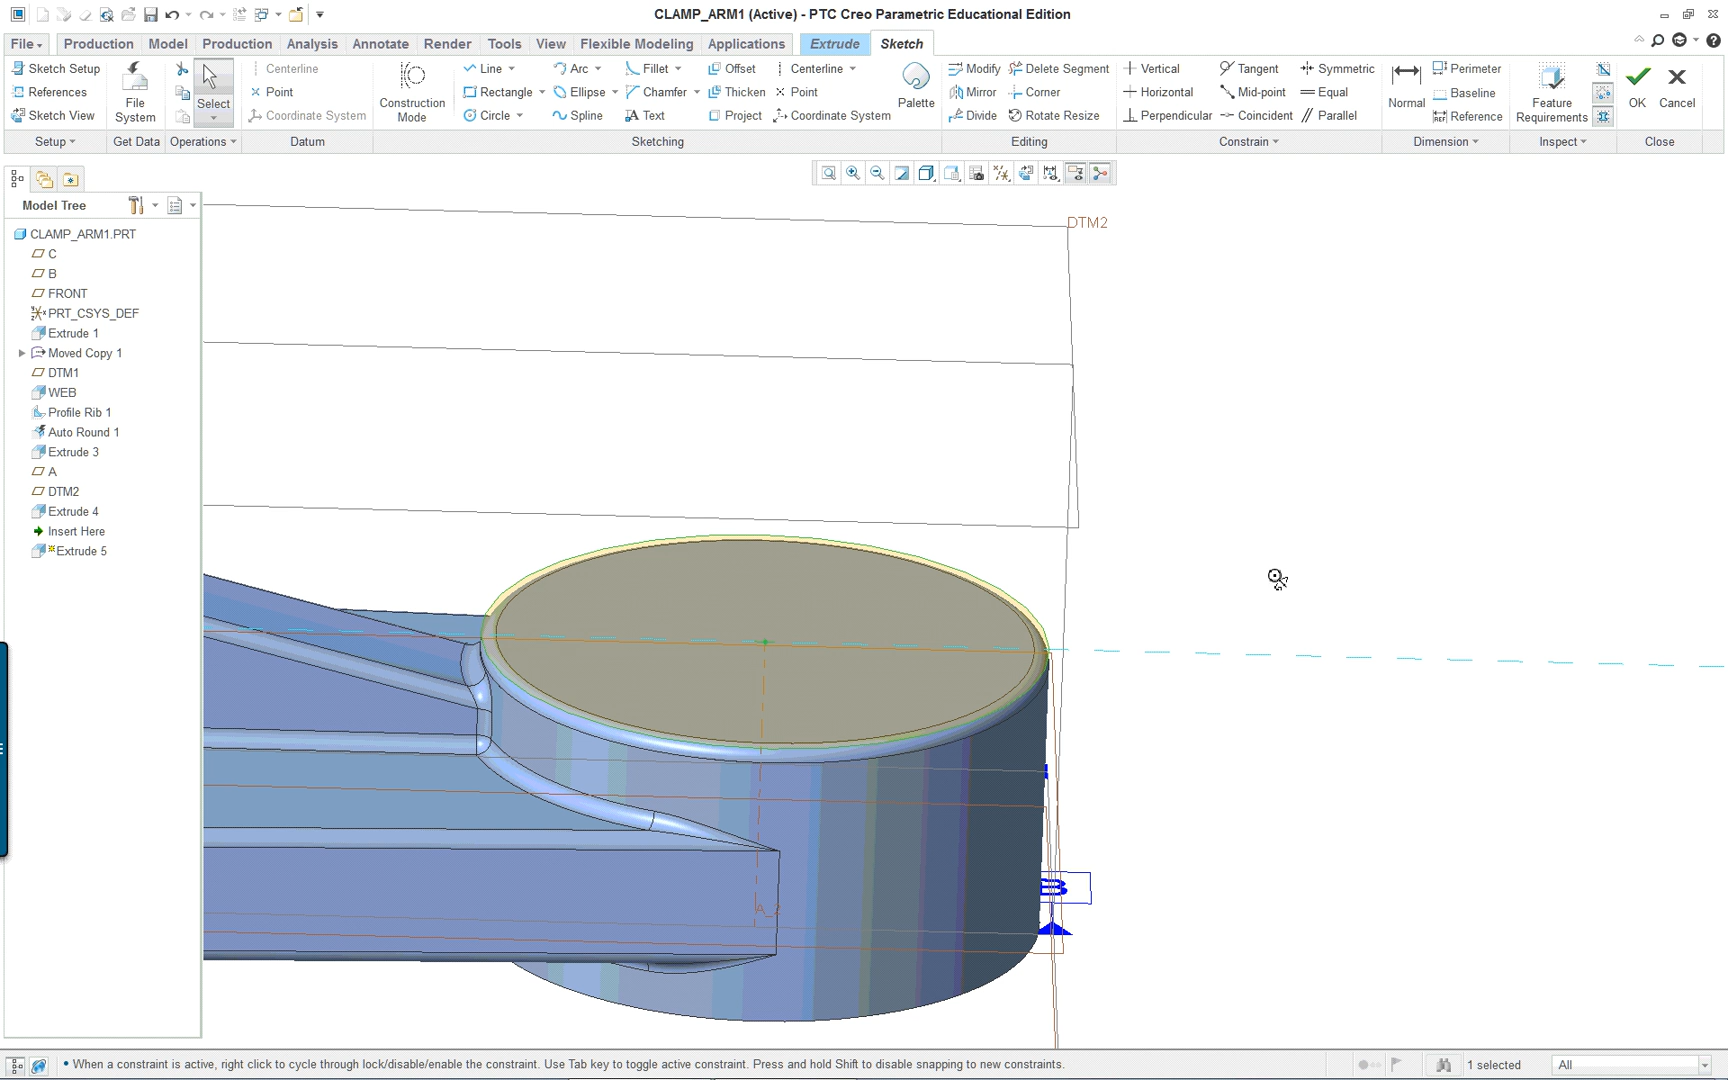 CLAMP_ARM1 (Active) - PTC Creo Parametric Educational Edition
File Production Model Production Analysis Annotate Render Tools View Flexible Modeling Applications Extrude Sketch
Sketch Setup
References
Sketch View
Setup
File System
Get Data
Select
Operations
Centerline
Point
Coordinate System
Datum
Construction Mode
Line Arc Fillet Offset Centerline
Rectangle Ellipse Chamfer Thicken Point
Circle Spline Text Project Coordinate System
Palette
Sketching
Modify Delete Segment
Mirror Corner
Divide Rotate Resize
Editing
Vertical Tangent Symmetric
Horizontal Mid-point Equal
Perpendicular Coincident Parallel
Constrain
Normal
Perimeter
Baseline
Reference
Dimension
Feature Requirements
Inspect
OK Cancel
Close
Model Tree
CLAMP_ARM1.PRT
C
B
FRONT
PRT_CSYS_DEF
Extrude 1
Moved Copy 1
DTM1
WEB
Profile Rib 1
Auto Round 1
Extrude 3
A
DTM2
Extrude 4
Insert Here
Extrude 5
DTM2
A_2
B
• When a constraint is active, right click to cycle through lock/disable/enable the constraint. Use Tab key to toggle active constraint. Press and hold Shift to disable snapping to new constraints.
1 selected
All